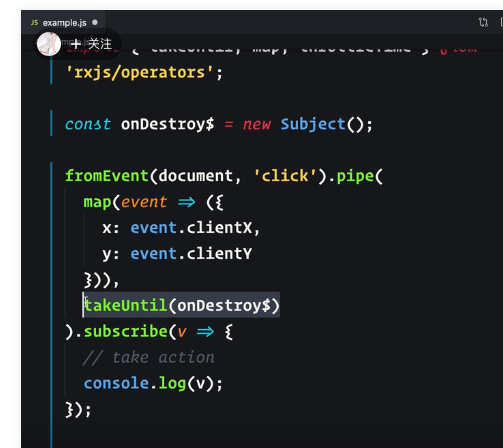 JS example.js
关注
import { takeUntil, map, throttleTime } from
'rxjs/operators';
const onDestroy$ = new Subject();
fromEvent(document, 'click').pipe(
map(event => ({
x: event.clientX,
y: event.clientY
})),
takeUntil(onDestroy$)
).subscribe(v => {
// take action
console.log(v);
});